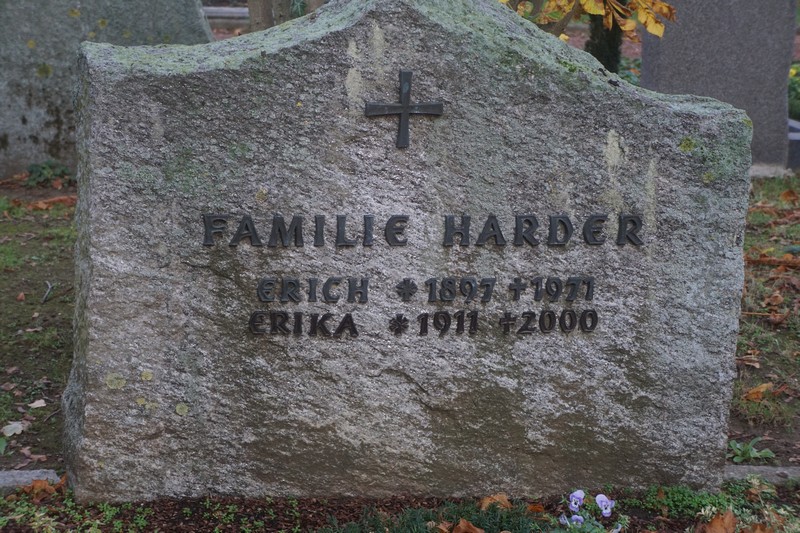 FAMILIE HARDER
ERICH * 1897 † 1971
ERIKA * 1911 † 2000